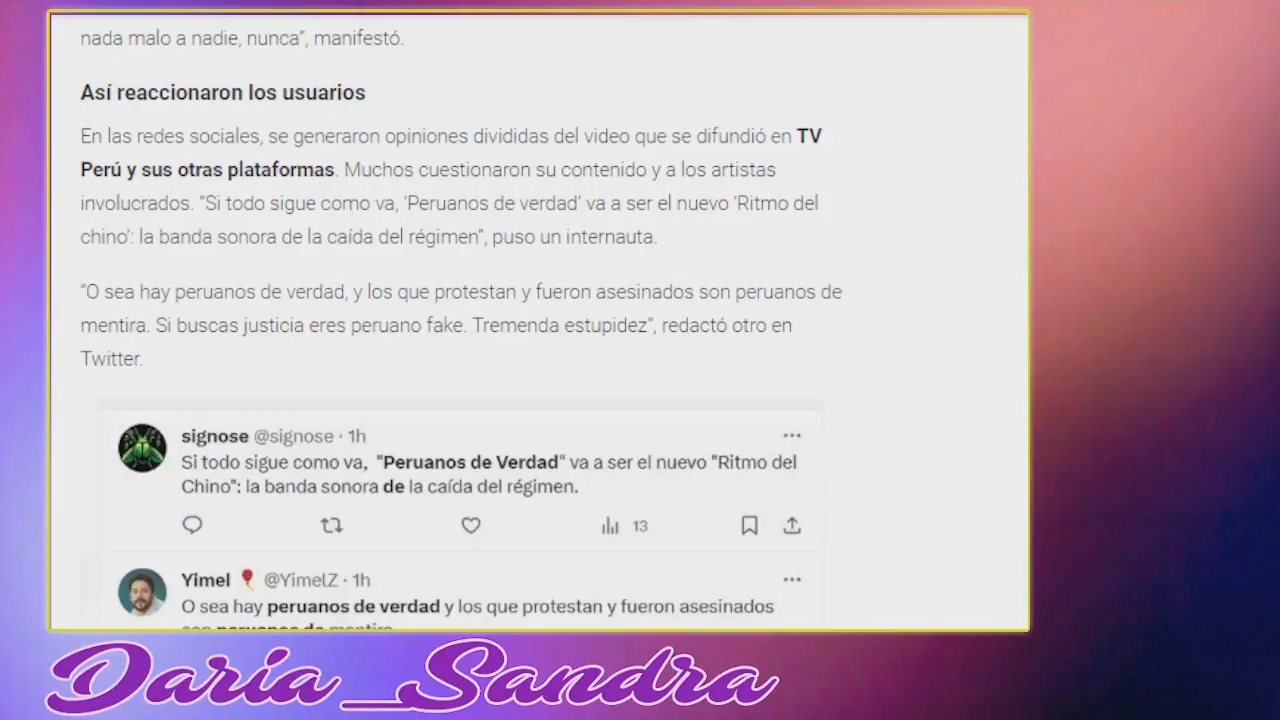 nada malo a nadie, nunca”, manifestó.
Así reaccionaron los usuarios
En las redes sociales, se generaron opiniones divididas del video que se difundió en TV
Perú y sus otras plataformas. Muchos cuestionaron su contenido y a los artistas
involucrados. “Si todo sigue como va, ‘Peruanos de verdad’ va a ser el nuevo ‘Ritmo del
chino’: la banda sonora de la caída del régimen”, puso un internauta.
“O sea hay peruanos de verdad, y los que protestan y fueron asesinados son peruanos de
mentira. Si buscas justicia eres peruano fake. Tremenda estupidez”, redactó otro en
Twitter.
signose @signose · 1h
Si todo sigue como va, "Peruanos de Verdad" va a ser el nuevo "Ritmo del
Chino": la banda sonora de la caída del régimen.
13
Yimel @YimelZ · 1h
O sea hay peruanos de verdad y los que protestan y fueron asesinados
son peruanos de mentira
Daria_Sandra